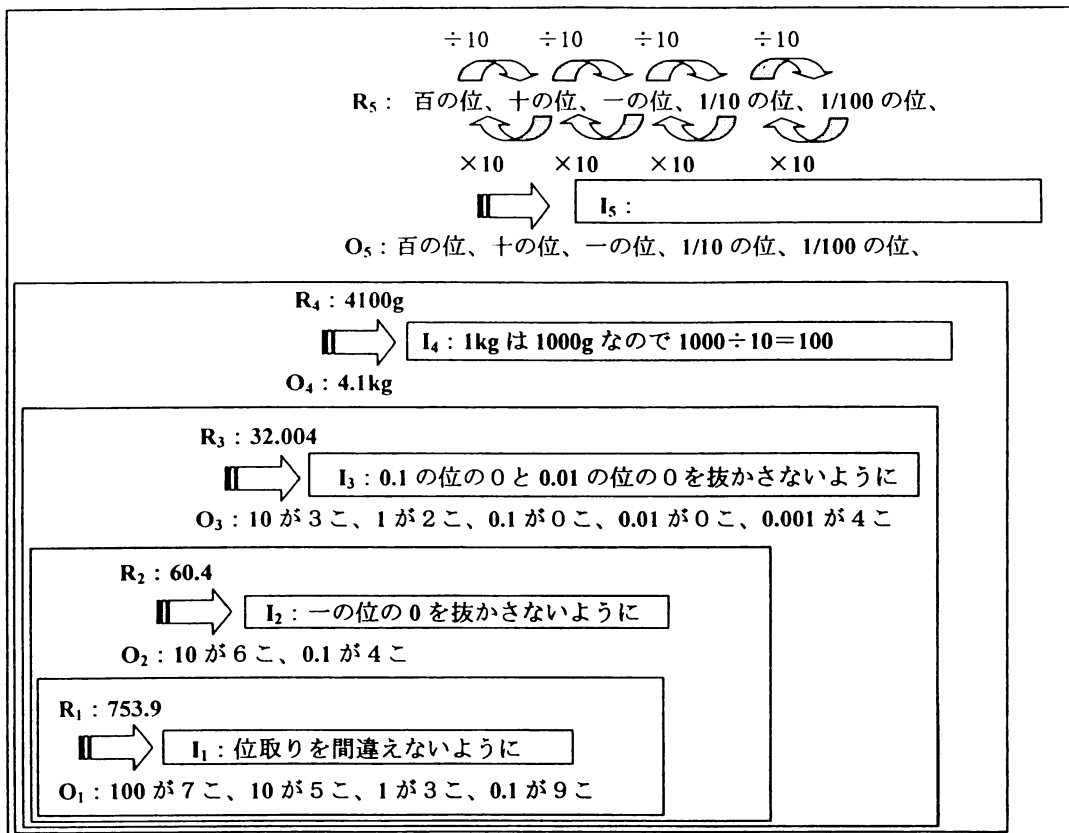 ÷10 ÷10 ÷10 ÷10
R₅： 百の位、十の位、一の位、1/10 の位、1/100 の位、
×10 ×10 ×10 ×10
I₅：
O₅：百の位、十の位、一の位、1/10 の位、1/100 の位、
R₄：4100g
I₄：1kg は 1000g なので 1000÷10＝100
O₄：4.1kg
R₃：32.004
I₃：0.1 の位の０と 0.01 の位の０を抜かさないように
O₃：10 が３こ、1 が２こ、0.1 が０こ、0.01 が０こ、0.001 が４こ
R₂：60.4
I₂：一の位の 0 を抜かさないように
O₂：10 が６こ、0.1 が４こ
R₁：753.9
I₁：位取りを間違えないように
O₁：100 が７こ、10 が５こ、1 が３こ、0.1 が９こ